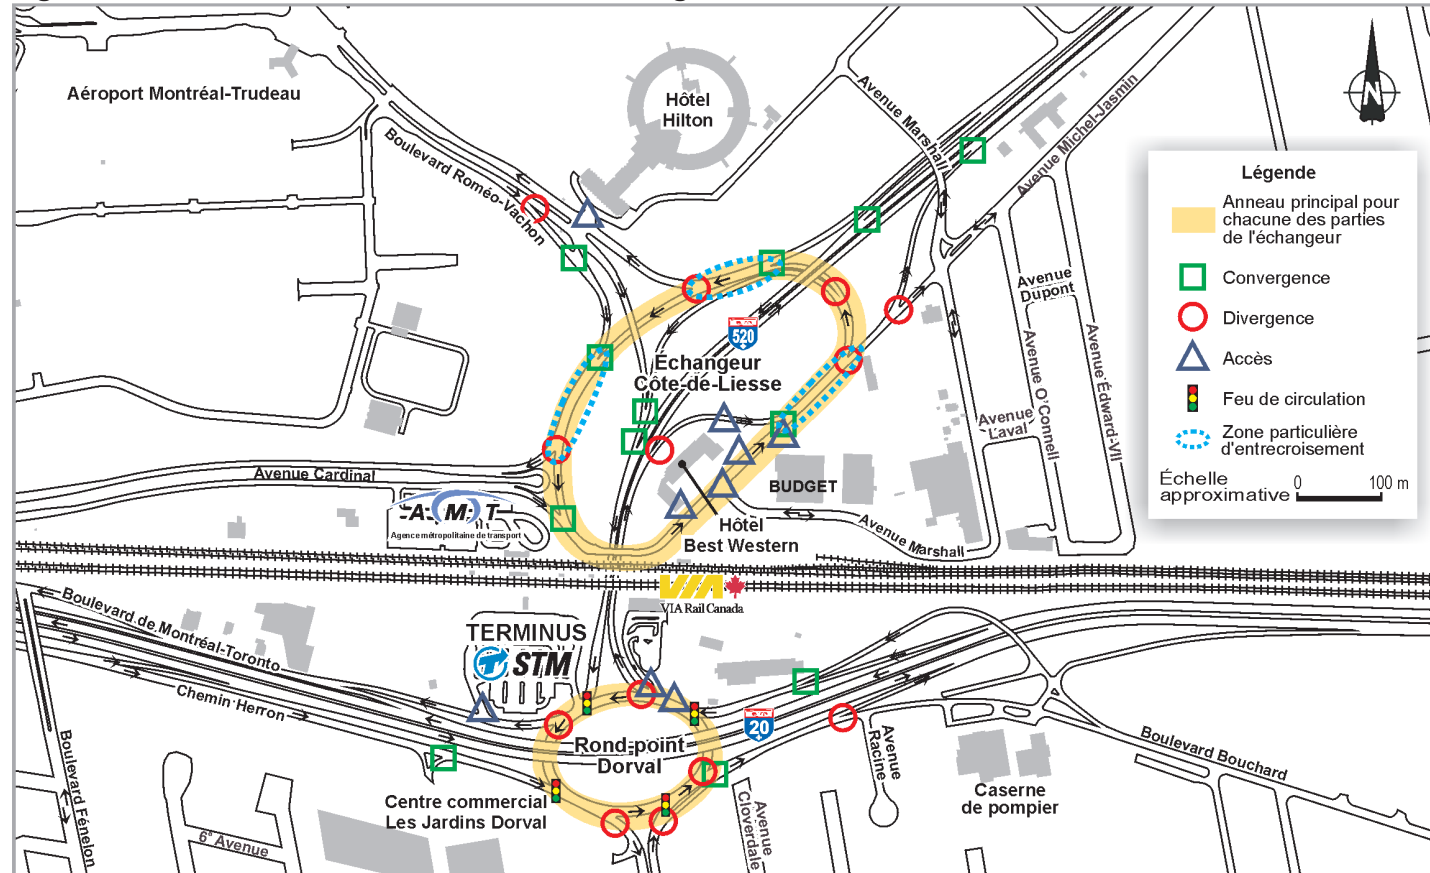 Aéroport Montréal-Trudeau
Hôtel
Hilton
Boulevard Roméo-Vachon
Avenue Marshall
Avenue Michel-Jasmin
N
Légende
Anneau principal pour
chacune des parties
de l'échangeur
Convergence
Divergence
Accès
Feu de circulation
Zone particulière
d'entrecroisement
Échelle
approximative
0
100 m
520
Échangeur
Côte-de-Liesse
Avenue
Dupont
Avenue O'Connell
Avenue Édward-VII
Avenue
Laval
Avenue Cardinal
AMT
Agence métropolitaine de transport
BUDGET
Hôtel
Best Western
Avenue Marshall
VIA
VIA Rail Canada
Boulevard de Montréal-Toronto
TERMINUS
STM
Chemin Herron
20
Rond-point
Dorval
Boulevard Fénelon
Centre commercial
Les Jardins Dorval
6e Avenue
Avenue
Cloverdale
Avenue
Racine
Caserne
de pompier
Boulevard Bouchard